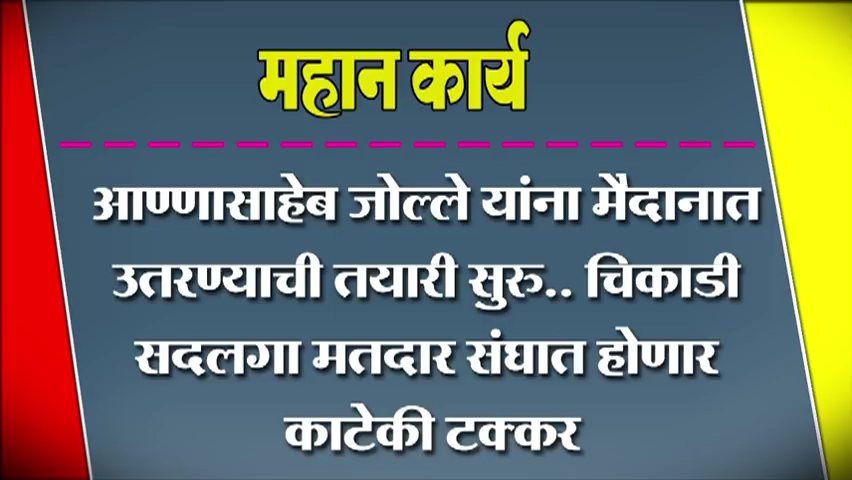 महान कार्य
आण्णासाहेब जोल्ले यांना मैदानात
उतरण्याची तयारी सुरु.. चिकाडी
सदलगा मतदार संघात होणार
काटेकी टक्कर